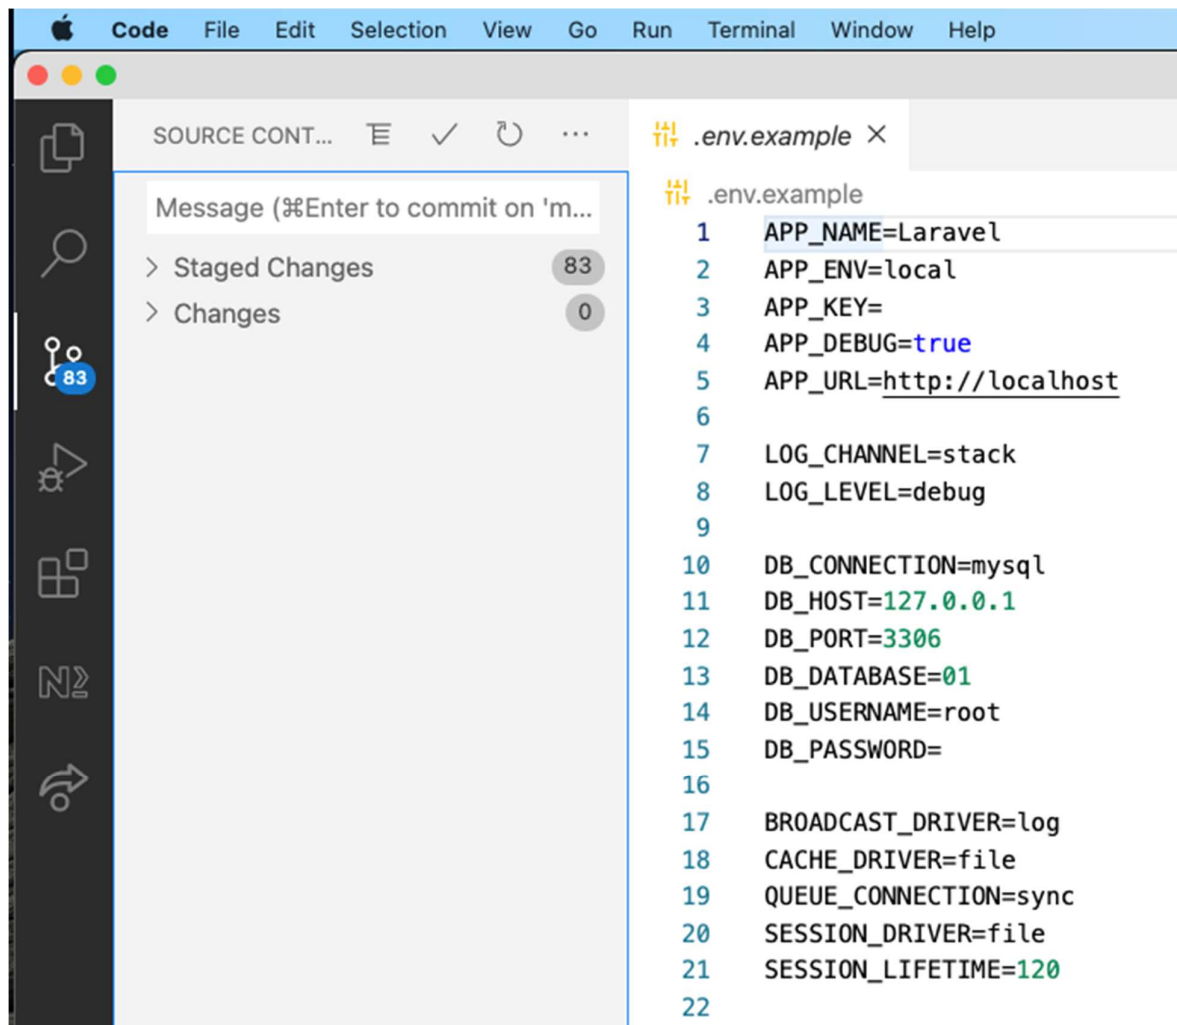 Code File Edit Selection View Go Run Terminal Window Help
SOURCE CONT...
.env.example
Message (⌘Enter to commit on 'm...
Staged Changes 83
Changes 0
83
.env.example
1 APP_NAME=Laravel
2 APP_ENV=local
3 APP_KEY=
4 APP_DEBUG=true
5 APP_URL=http://localhost
6
7 LOG_CHANNEL=stack
8 LOG_LEVEL=debug
9
10 DB_CONNECTION=mysql
11 DB_HOST=127.0.0.1
12 DB_PORT=3306
13 DB_DATABASE=01
14 DB_USERNAME=root
15 DB_PASSWORD=
16
17 BROADCAST_DRIVER=log
18 CACHE_DRIVER=file
19 QUEUE_CONNECTION=sync
20 SESSION_DRIVER=file
21 SESSION_LIFETIME=120
22